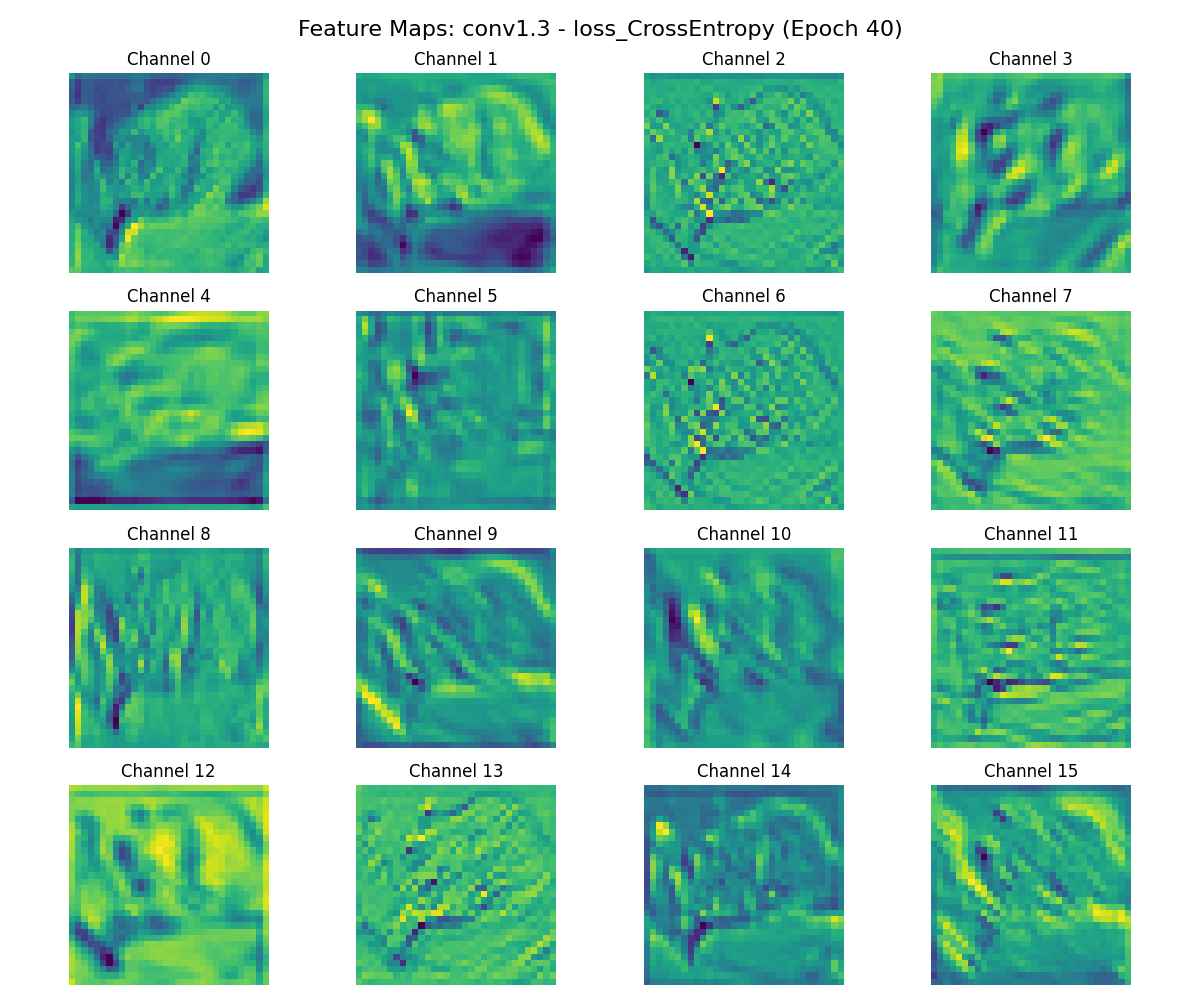 Feature Maps: conv1.3 - loss_CrossEntropy (Epoch 40)
Channel 0 Channel 1 Channel 2 Channel 3
Channel 4 Channel 5 Channel 6 Channel 7
Channel 8 Channel 9 Channel 10 Channel 11
Channel 12 Channel 13 Channel 14 Channel 15